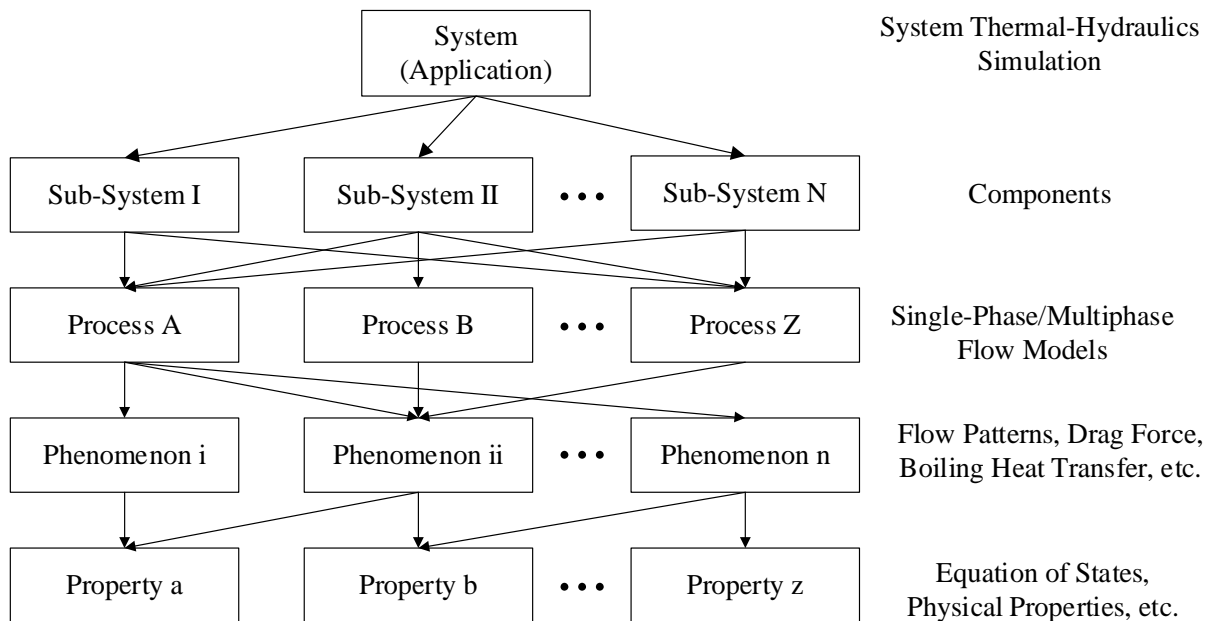 System
(Application)
System Thermal-Hydraulics
Simulation
Sub-System I
Sub-System II
•••
Sub-System N
Components
Process A
Process B
•••
Process Z
Single-Phase/Multiphase
Flow Models
Phenomenon i
Phenomenon ii
•••
Phenomenon n
Flow Patterns, Drag Force,
Boiling Heat Transfer, etc.
Property a
Property b
•••
Property z
Equation of States,
Physical Properties, etc.